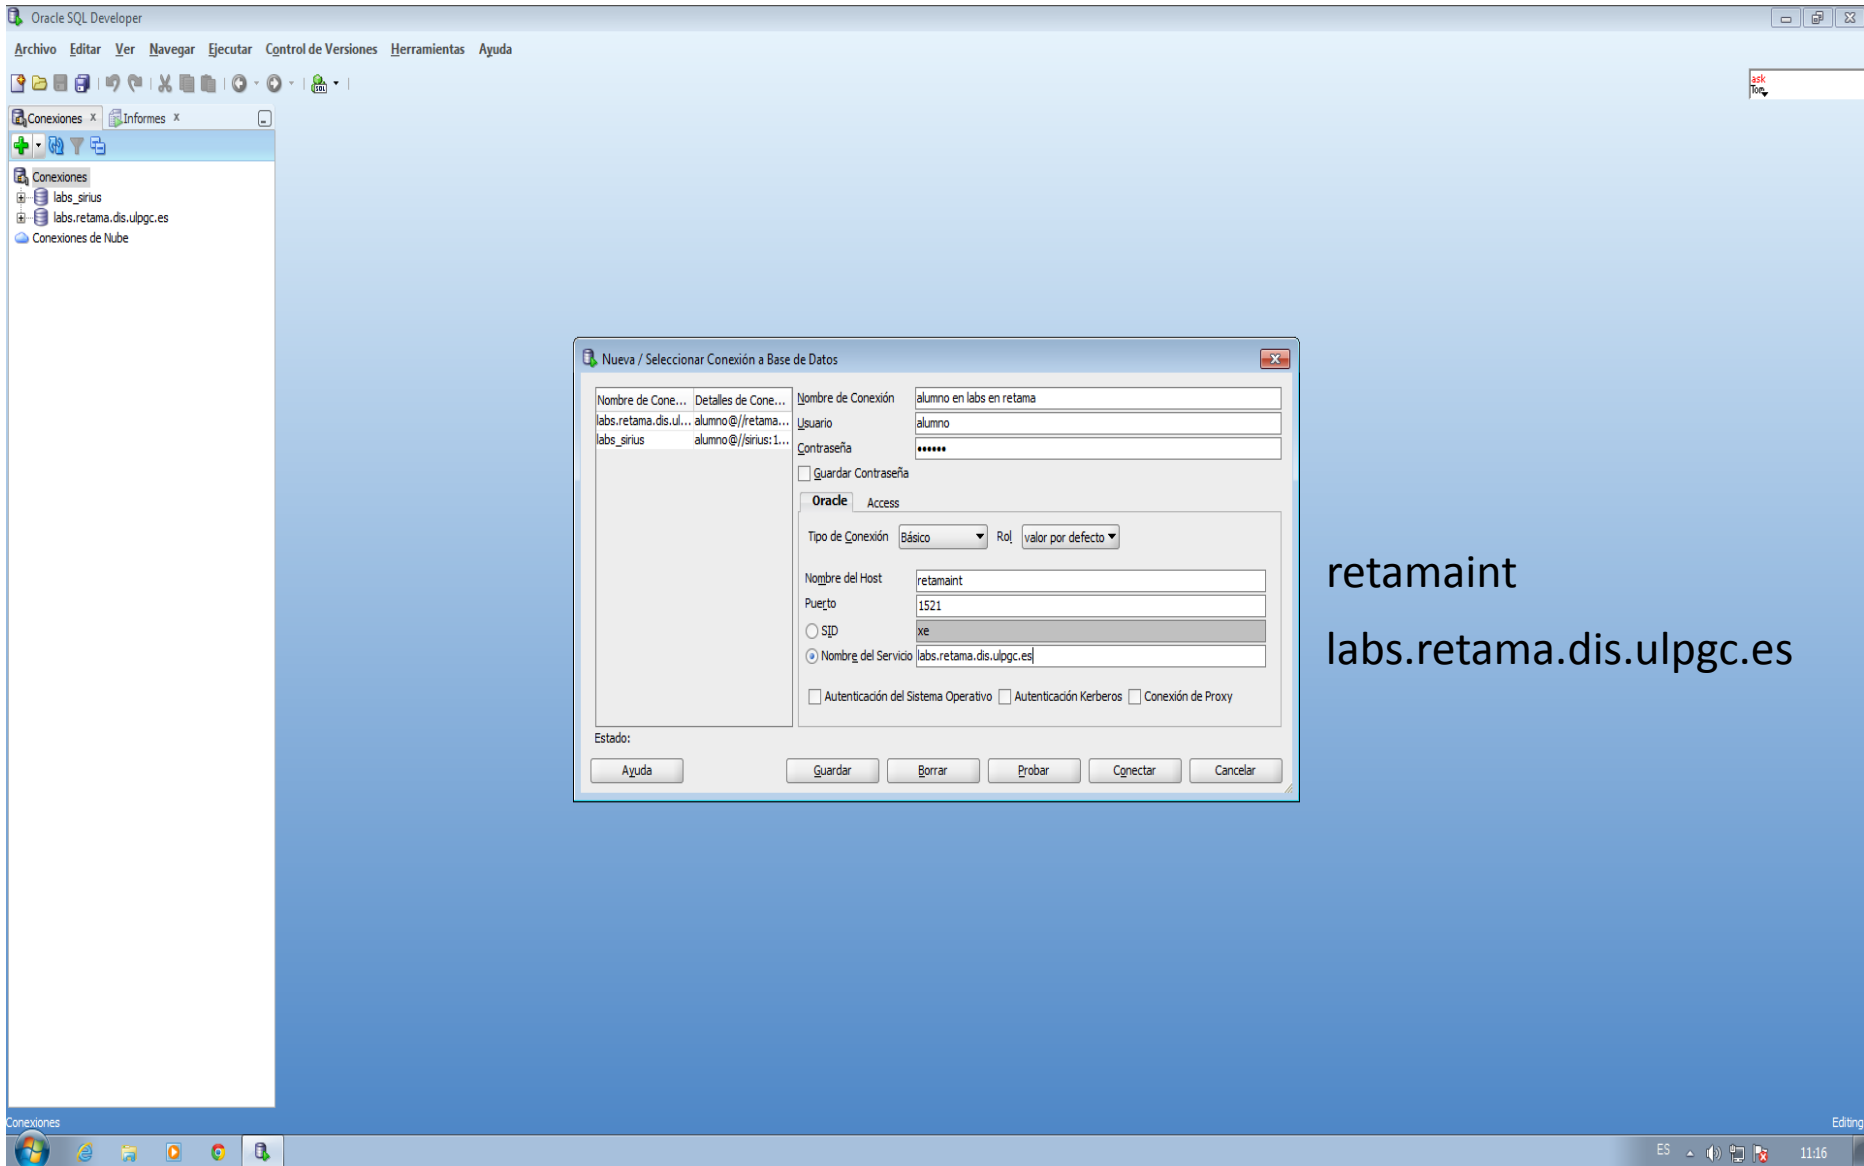 Oracle SQL Developer
Archivo Editar Ver Navegar Ejecutar Control de Versiones Herramientas Ayuda
SQL
ask
Tom
Conexiones x Informes x
Conexiones
labs_sirius
labs.retama.dis.ulpgc.es
Conexiones de Nube
Nueva / Seleccionar Conexión a Base de Datos
Nombre de Cone... Detalles de Cone...
labs.retama.dis.ul... alumno@//retama...
labs_sirius alumno@//sirius:1...
Nombre de Conexión alumno en labs en retama
Usuario alumno
Contraseña ••••••
Guardar Contraseña
Oracle Access
Tipo de Conexión Básico Rol valor por defecto
Nombre del Host retamaint
Puerto 1521
SID xe
Nombre del Servicio labs.retama.dis.ulpgc.es
Autenticación del Sistema Operativo Autenticación Kerberos Conexión de Proxy
Estado:
Ayuda Guardar Borrar Probar Conectar Cancelar
retamaint
labs.retama.dis.ulpgc.es
Conexiones Editing
ES 11:16